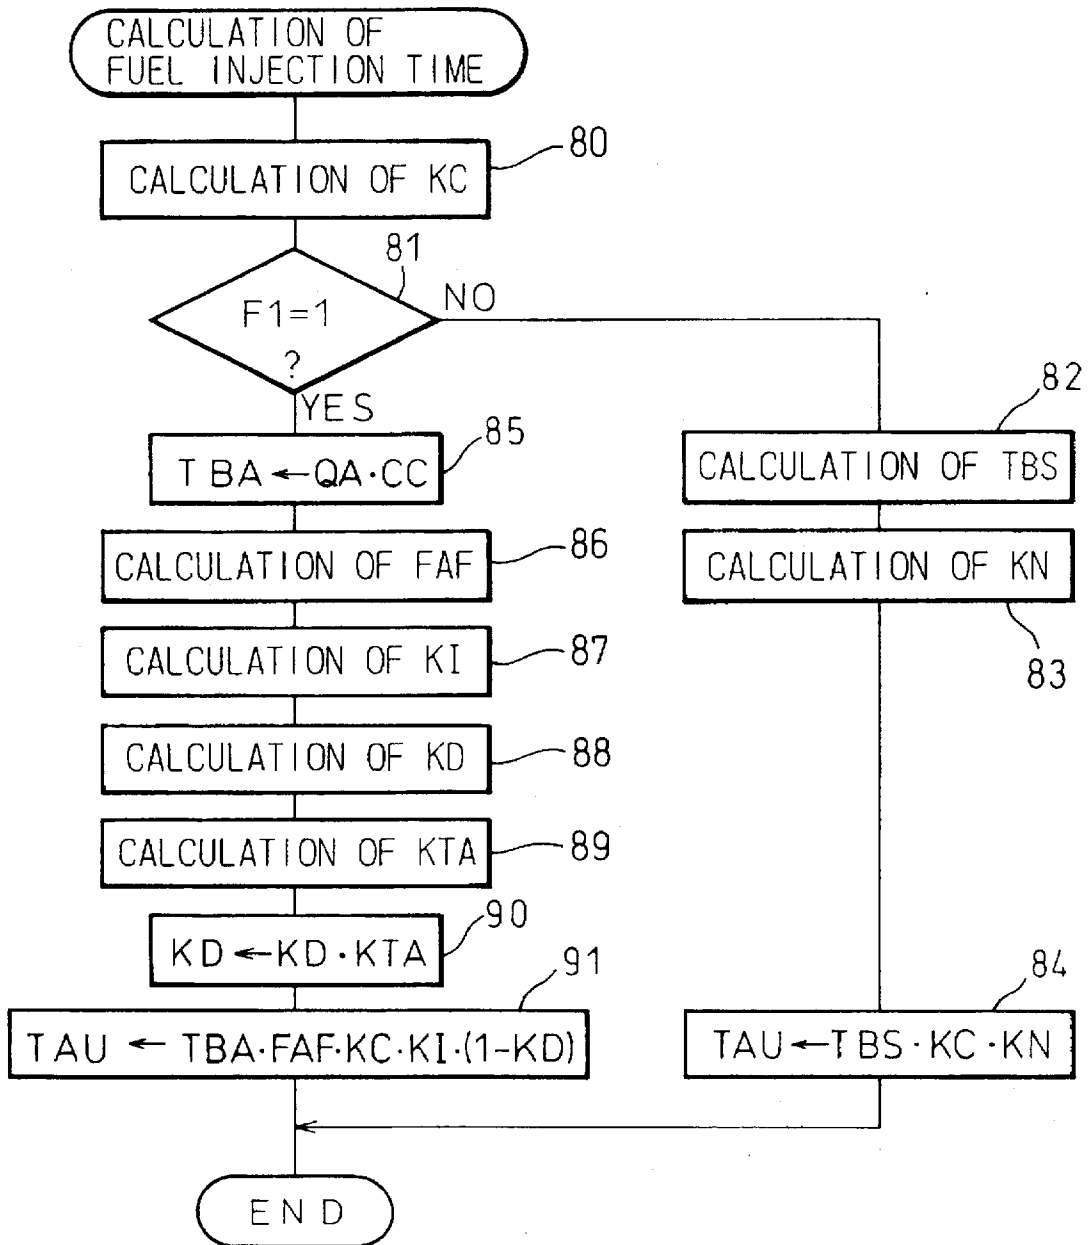 CALCULATION OF
FUEL INJECTION TIME
CALCULATION OF KC
80
F1=1
?
81
NO
YES
TBA←QA·CC
85
CALCULATION OF FAF
86
CALCULATION OF KI
87
CALCULATION OF KD
88
CALCULATION OF KTA
89
KD←KD·KTA
90
TAU ← TBA·FAF·KC·KI·(1-KD)
91
CALCULATION OF TBS
82
CALCULATION OF KN
83
TAU←TBS·KC·KN
84
END